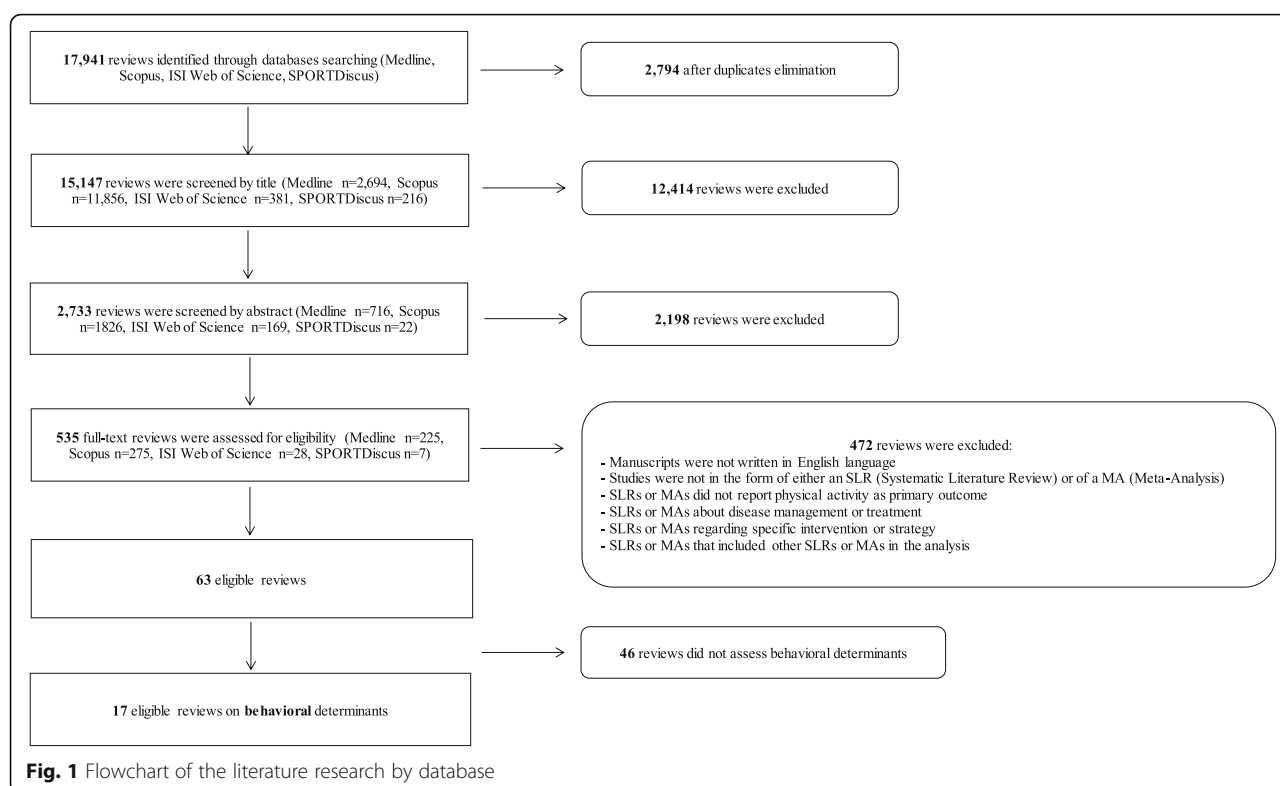 17,941 reviews identified through databases searching (Medline,
Scopus, ISI Web of Science, SPORTDiscus)
2,794 after duplicates elimination
15,147 reviews were screened by title (Medline n=2,694, Scopus
n=11,856, ISI Web of Science n=381, SPORTDiscus n=216)
12,414 reviews were excluded
2,733 reviews were screened by abstract (Medline n=716, Scopus
n=1826, ISI Web of Science n=169, SPORTDiscus n=22)
2,198 reviews were excluded
535 full-text reviews were assessed for eligibility (Medline n=225,
Scopus n=275, ISI Web of Science n=28, SPORTDiscus n=7)
472 reviews were excluded:
- Manuscripts were not written in English language
- Studies were not in the form of either an SLR (Systematic Literature Review) or of a MA (Meta-Analysis)
- SLRs or MAs did not report physical activity as primary outcome
- SLRs or MAs about disease management or treatment
- SLRs or MAs regarding specific intervention or strategy
- SLRs or MAs that included other SLRs or MAs in the analysis
63 eligible reviews
46 reviews did not assess behavioral determinants
17 eligible reviews on behavioral determinants
Fig. 1 Flowchart of the literature research by database